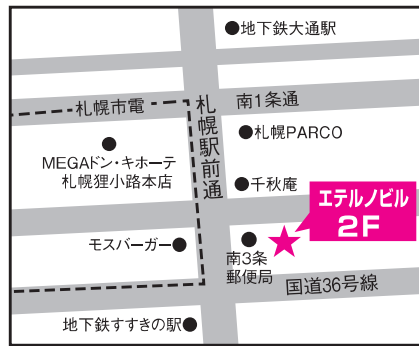 地下鉄大通駅
札幌市電
南1条通
札幌駅前通
札幌PARCO
MEGAドン・キホーテ
札幌狸小路本店
千秋庵
エテルノビル
2F
モスバーガー
南3条
郵便局
国道36号線
地下鉄すすきの駅